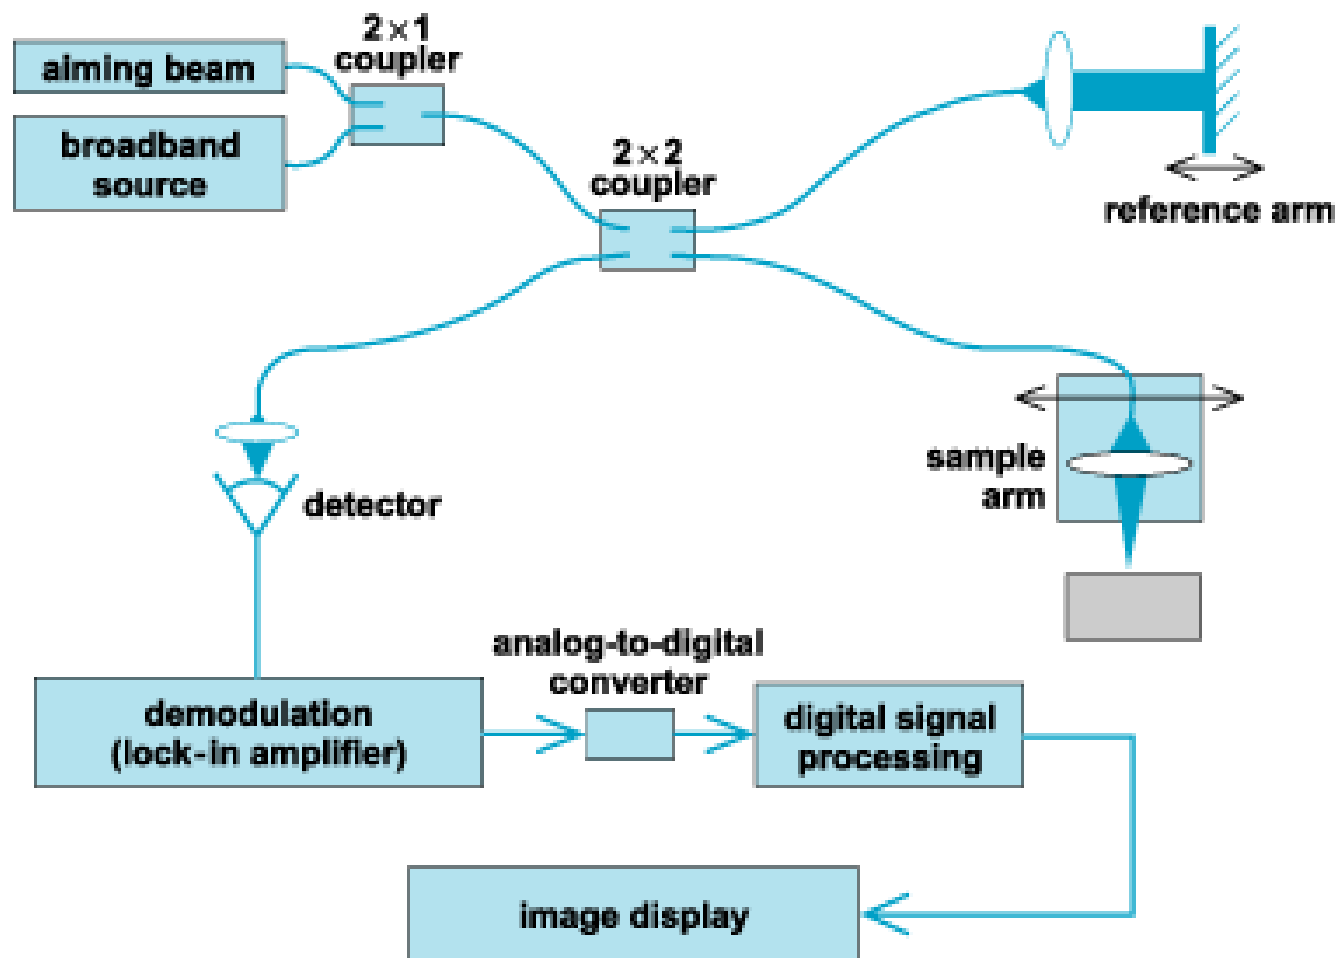 2×1
coupler
aiming beam
broadband
source
2×2
coupler
reference arm
sample
arm
detector
analog-to-digital
converter
demodulation
(lock-in amplifier)
digital signal
processing
image display